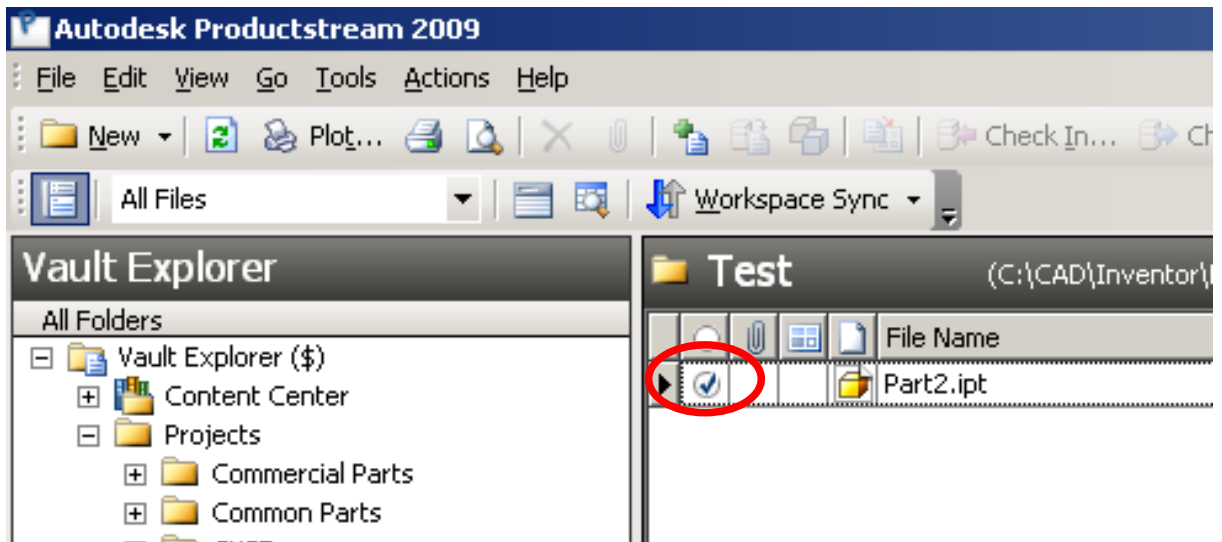 Autodesk Productstream 2009
File Edit View Go Tools Actions Help
New Plot... Check In... Ch
All Files Workspace Sync
Vault Explorer Test (C:\CAD\Inventor\
All Folders File Name
Vault Explorer ($) Part2.ipt
Content Center
Projects
Commercial Parts
Common Parts